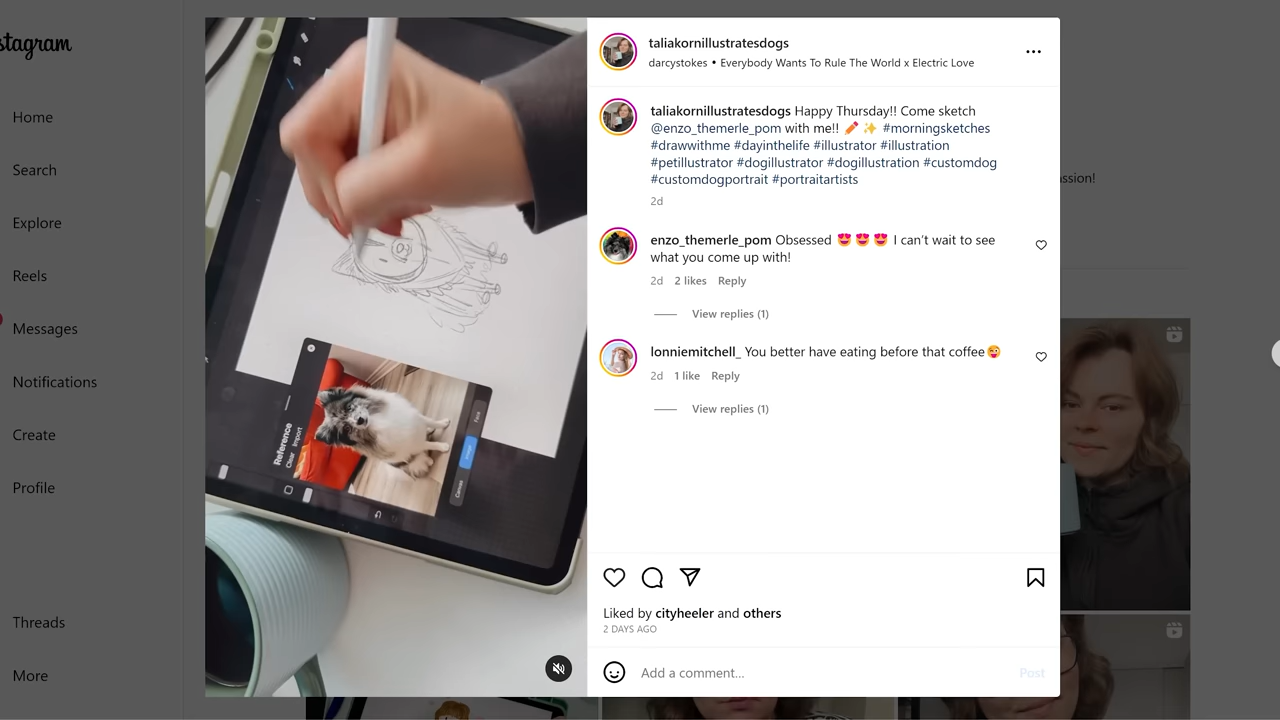 stagram
Home
Search
Explore
Reels
Messages
Notifications
Create
Profile
Threads
More
Reference
Clear Import
Canvas
Face
taliakornillustratesdogs
darcystokes • Everybody Wants To Rule The World x Electric Love
taliakornillustratesdogs Happy Thursday!! Come sketch
@enzo_themerle_pom with me!! ✏️ ✨ #morningsketches
#drawwithme #dayinthelife #illustrator #illustration
#petillustrator #dogillustrator #dogillustration #customdog
#customdogportrait #portraitartists
2d
enzo_themerle_pom Obsessed 😍 😍 😍 I can’t wait to see
what you come up with!
2d 2 likes Reply
View replies (1)
lonniemitchell_ You better have eating before that coffee😜
2d 1 like Reply
View replies (1)
Liked by cityheeler and others
2 DAYS AGO
Add a comment...
Post
ssion!